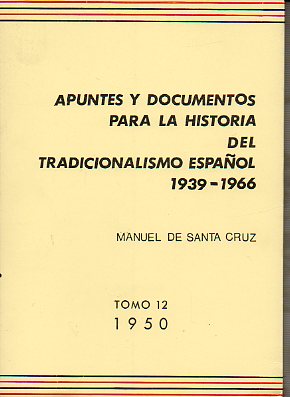 APUNTES Y DOCUMENTOS
PARA LA HISTORIA
DEL
TRADICIONALISMO ESPAÑOL
1939-1966
MANUEL DE SANTA CRUZ
TOMO 12
1950